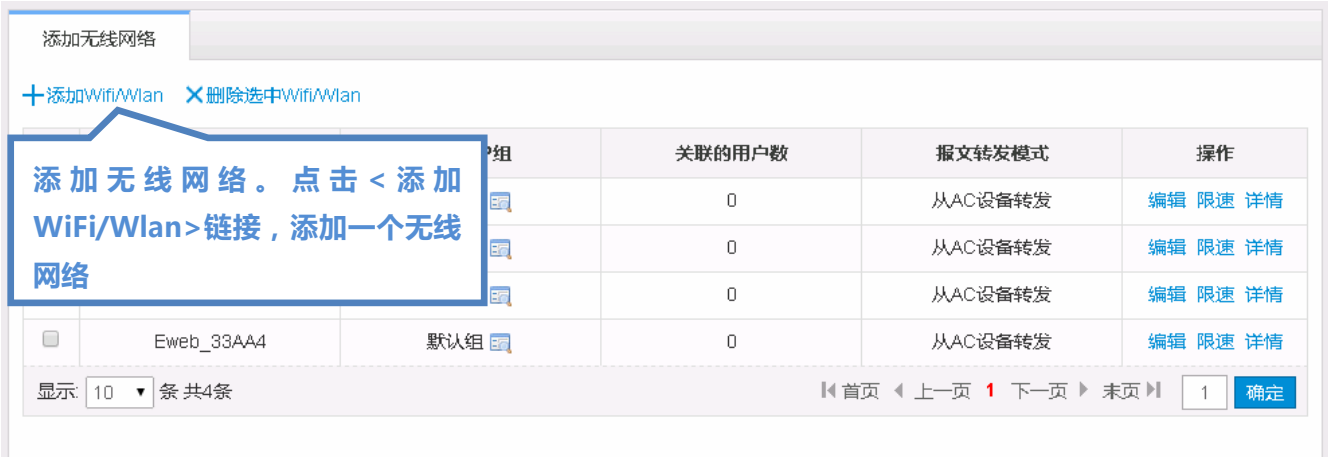 添加无线网络
添加Wifi/Wlan 删除选中Wifi/Wlan
组 关联的用户数 报文转发模式 操作
添加无线网络。点击<添加
WiFi/Wlan>链接，添加一个无线
网络
0 从AC设备转发 编辑 限速 详情
0 从AC设备转发 编辑 限速 详情
0 从AC设备转发 编辑 限速 详情
Eweb_33AA4 默认组 0 从AC设备转发 编辑 限速 详情
显示: 10 条 共4条 首页 上一页 1 下一页 末页 1 确定